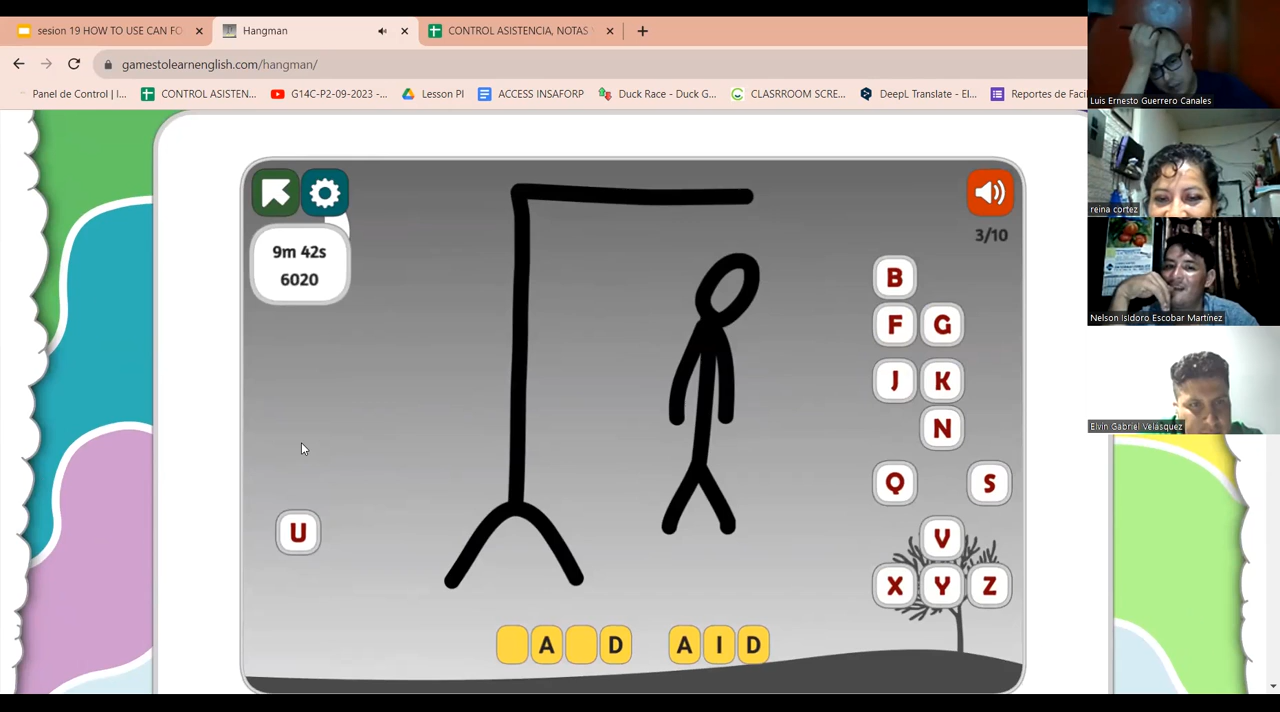 sesion 19 HOW TO USE CAN FO
Hangman
CONTROL ASISTENCIA, NOTAS
gamestolearnenglish.com/hangman/
Panel de Control | I...
CONTROL ASISTEN...
G14C-P2-09-2023 -...
Lesson Pl
ACCESS INSAFORP
Duck Race - Duck G...
CLASRROOM SCRE...
DeepL Translate - El...
Reportes de Facil
Luis Ernesto Guerrero Canales
reina cortez
Nelson Isidoro Escobar Martínez
Elvin Gabriel Velasquez
9m 42s
6020
3/10
B
F G
J K
N
Q S
V
X Y Z
U
A D A I D